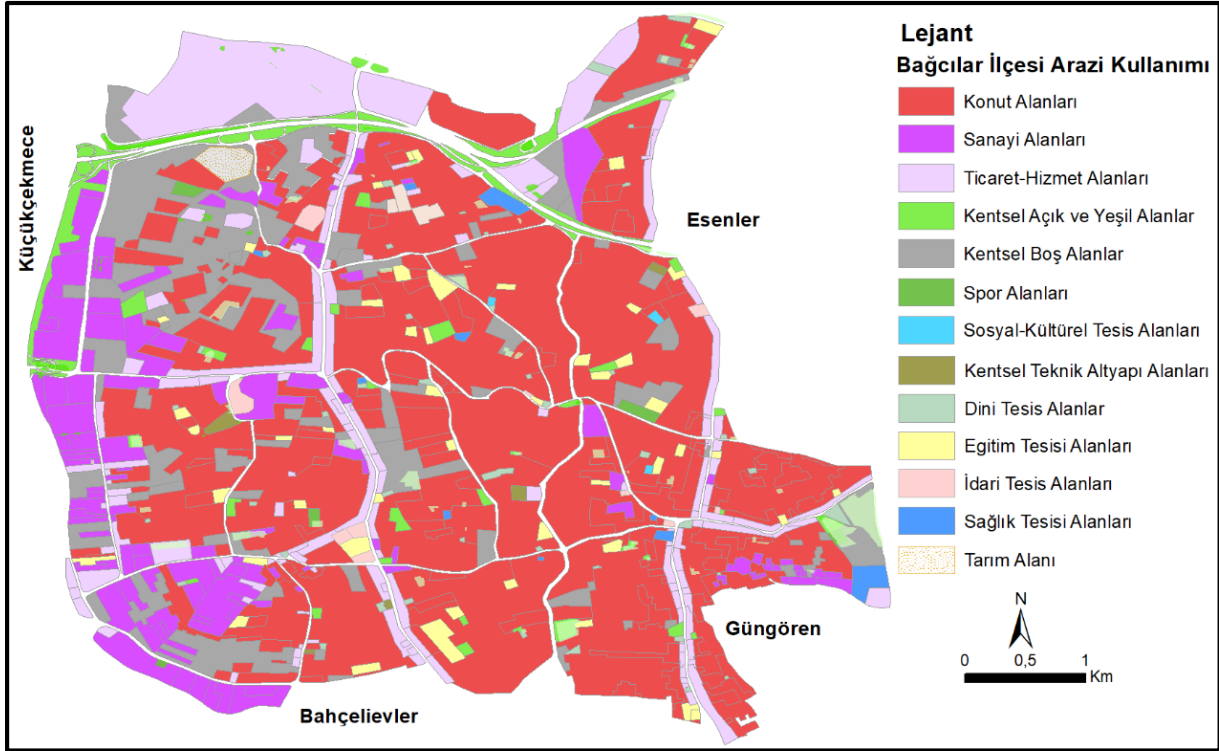 Lejant
Bağcılar İlçesi Arazi Kullanımı
Konut Alanları
Sanayi Alanları
Ticaret-Hizmet Alanları
Kentsel Açık ve Yeşil Alanlar
Kentsel Boş Alanlar
Spor Alanları
Sosyal-Kültürel Tesis Alanları
Kentsel Teknik Altyapı Alanları
Dini Tesis Alanlar
Egitim Tesisi Alanları
İdari Tesis Alanları
Sağlık Tesisi Alanları
Tarım Alanı
Küçükçekmece
Esenler
Güngören
Bahçelievler
N
0 0,5 1
Km